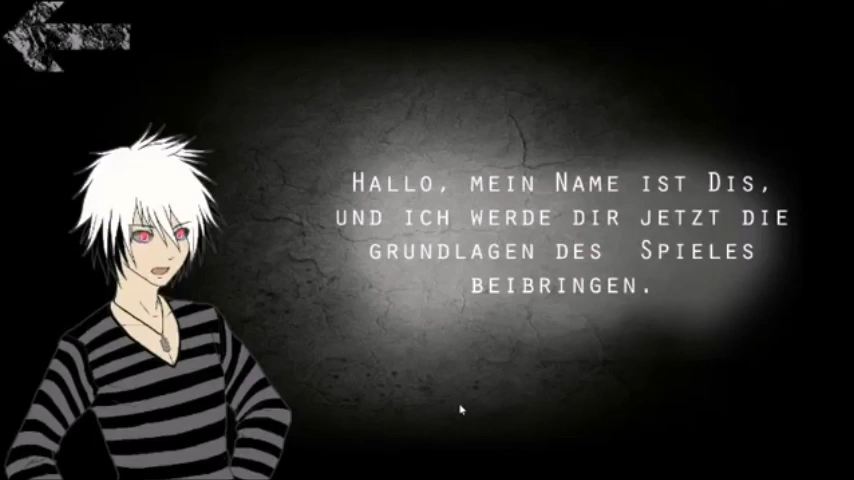 Hallo, mein Name ist Dis,
und ich werde dir jetzt die
grundlagen des Spieles
beibringen.